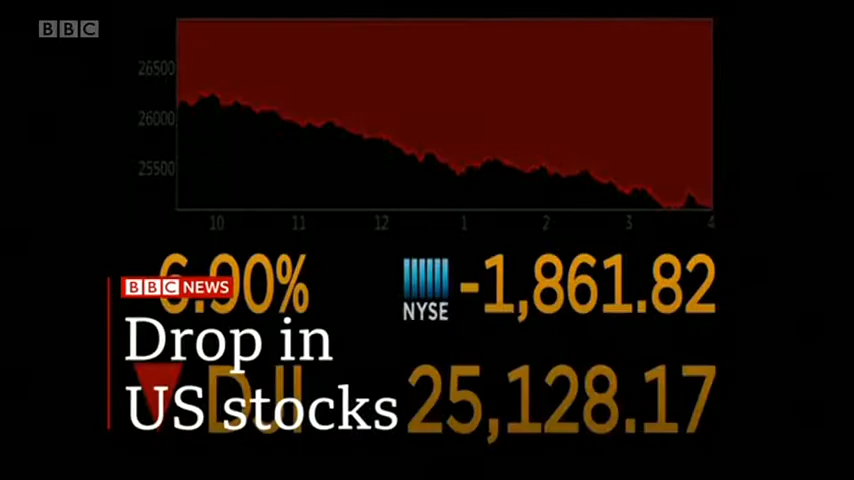 BBC
26500
26000
25500
10 11 12 1 2 3 4
6.90% NYSE -1,861.82
BBC NEWS
Drop in
DJI 25,128.17
US stocks